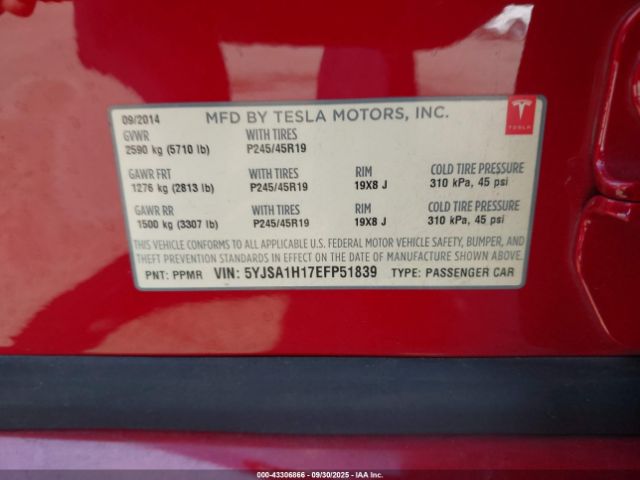 09/2014 MFD BY TESLA MOTORS, INC.
TESLA
GVWR WITH TIRES
2590 kg (5710 lb) P245/45R19
GAWR FRT WITH TIRES RIM COLD TIRE PRESSURE
1276 kg (2813 lb) P245/45R19 19X8 J 310 kPa, 45 psi
GAWR RR WITH TIRES RIM COLD TIRE PRESSURE
1500 kg (3307 lb) P245/45R19 19X8 J 310 kPa, 45 psi
THIS VEHICLE CONFORMS TO ALL APPLICABLE U.S. FEDERAL MOTOR VEHICLE SAFETY, BUMPER, AND
THEFT PREVENTION STANDARDS IN EFFECT ON THE DATE OF MANUFACTURE SHOWN ABOVE.
PNT: PPMR VIN: 5YJSA1H17EFP51839 TYPE: PASSENGER CAR
000-43306866 - 09/30/2025 - IAA Inc.